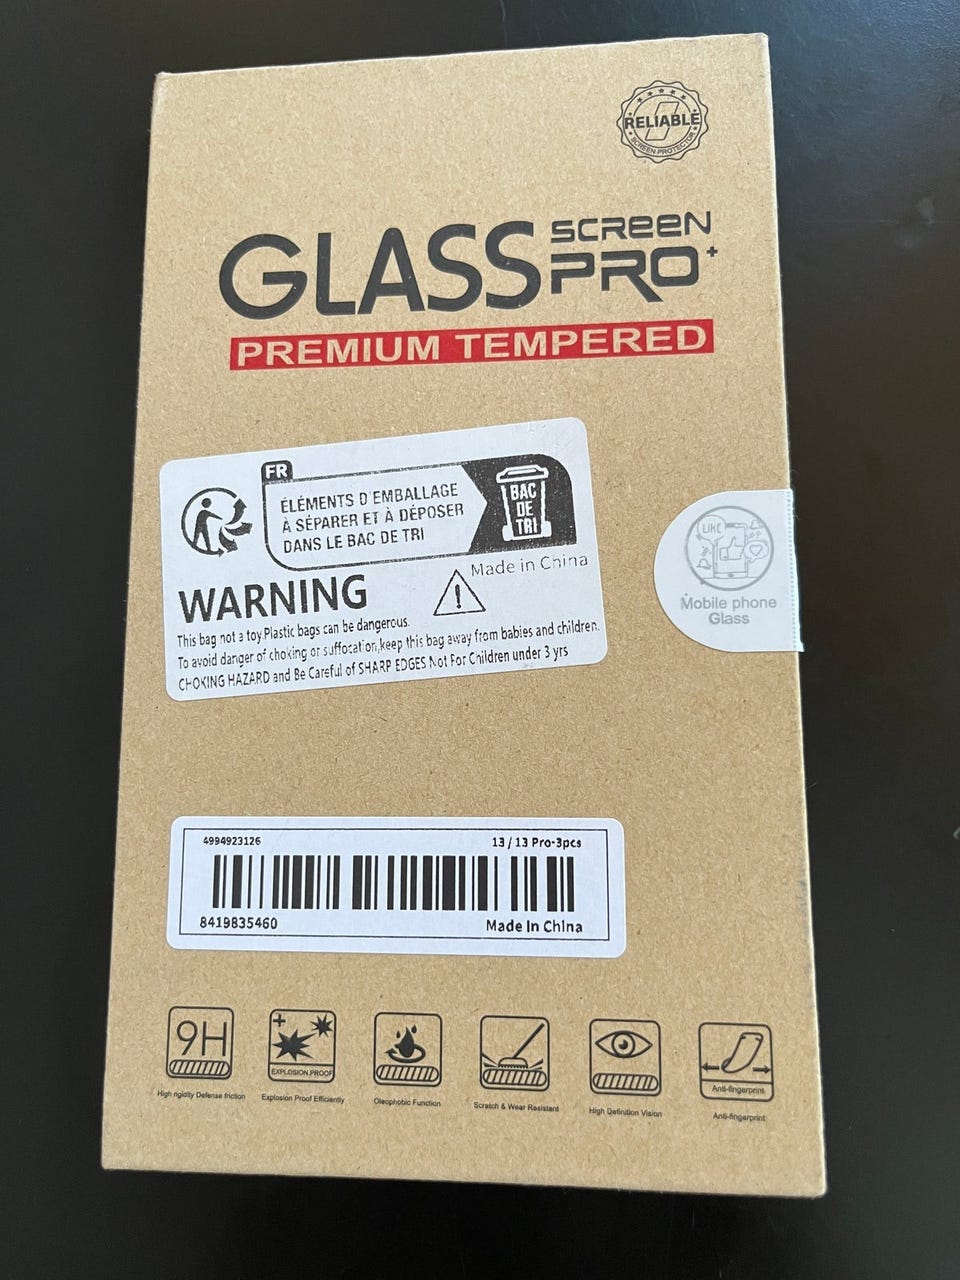 RELIABLE
SCREEN PROTECTOR
GLASS SCREEN PRO+
PREMIUM TEMPERED
FR
ÉLÉMENTS D'EMBALLAGE
À SÉPARER ET À DÉPOSER
DANS LE BAC DE TRI
BAC
DE
TRI
Made in China
WARNING
This bag not a toy.Plastic bags can be dangerous.
To avoid danger of choking or suffocation,keep this bag away from babies and children.
CHOKING HAZARD and Be Careful of SHARP EDGES Not For Children under 3 yrs
LIKE
Mobile phone
Glass
4994923126
13 / 13 Pro-3pcs
8419835460
Made In China
9H
High rigidity Defense friction
EXPLOSION.PROOF
Explosion Proof Efficiently
Oleophobic Function
Scratch & Wear Resistant
High Definition Vision
Anti-fingerprint
Anti-fingerprint